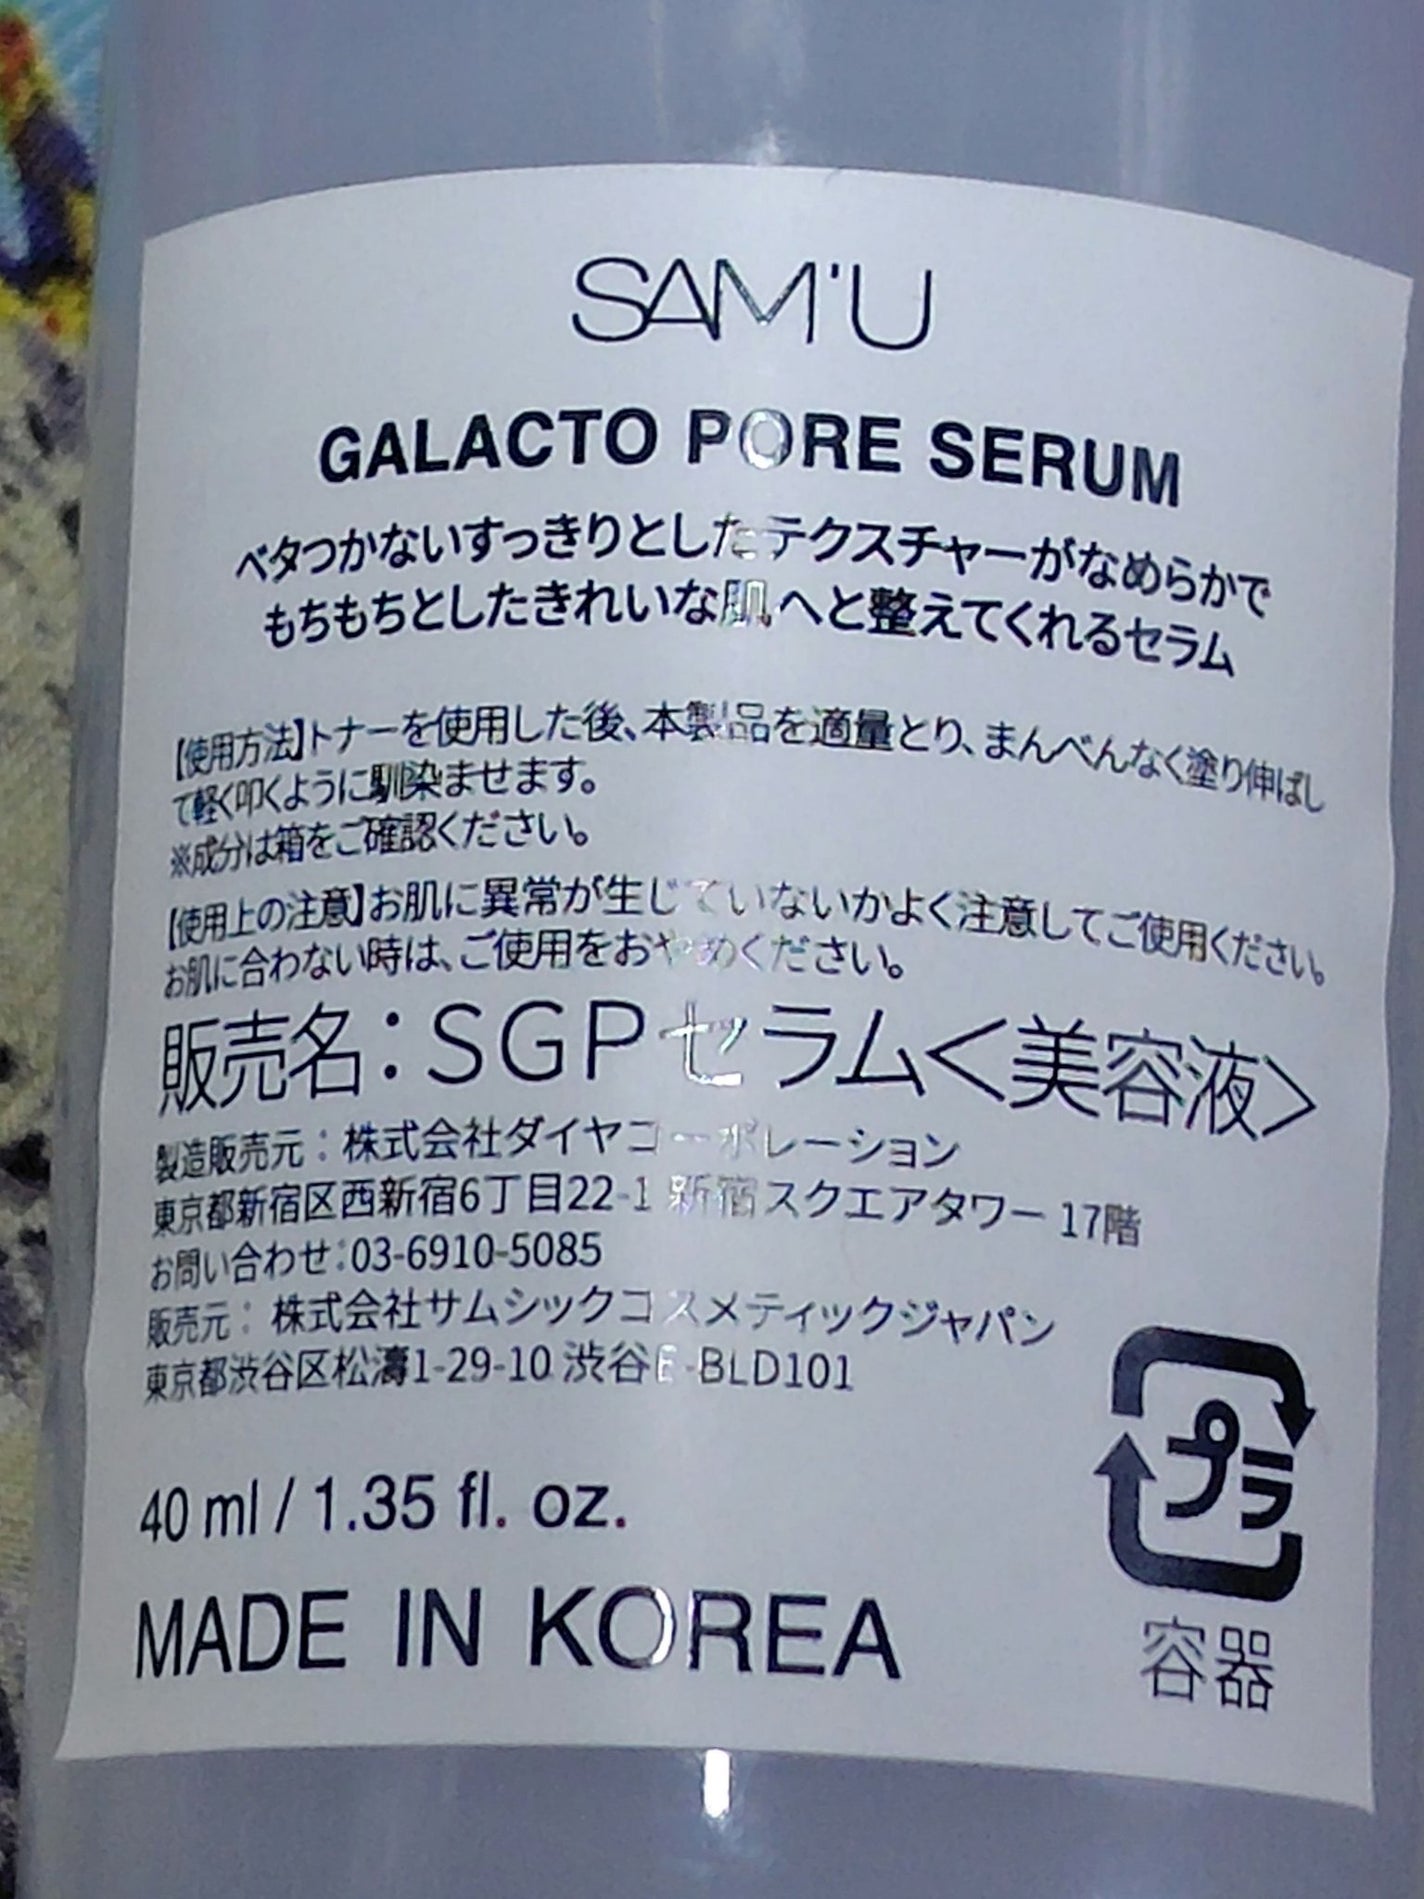 SAM'U
GALACTO PORE SERUM
ベタつかないすっきりとしたテクスチャーがなめらかで
もちもちとしたきれいな肌へと整えてくれるセラム
【使用方法】トナーを使用した後、本製品を適量とり、まんべんなく塗り伸ばし
て軽く叩くように馴染ませます。
※成分は箱をご確認ください。
【使用上の注意】お肌に異常が生じていないかよく注意してご使用ください。
お肌に合わない時は、ご使用をおやめください。
販売名：SGPセラム＜美容液＞
製造販売元：株式会社ダイヤコーポレーション
東京都新宿区西新宿6丁目22-1 新宿スクエアタワー 17階
お問い合わせ：03-6910-5085
販売元：株式会社サムシックコスメティックジャパン
東京都渋谷区松濤1-29-10 渋谷E-BLD101
40 ml / 1.35 fl. oz.
MADE IN KOREA
プラ
容器